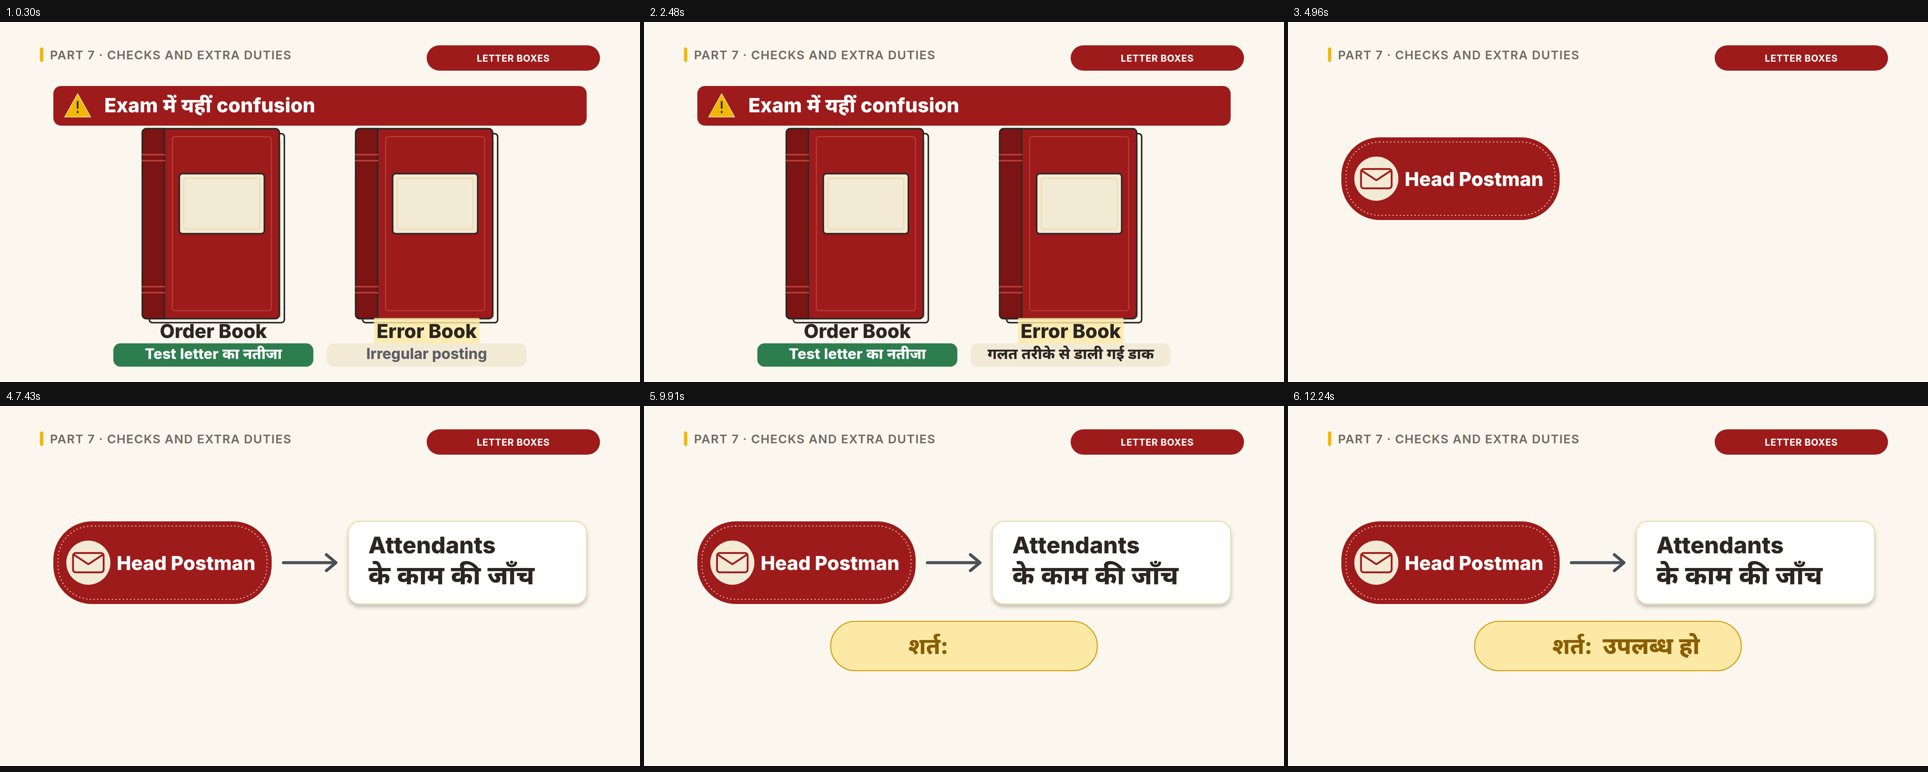 1. 0.30s
PART 7 · CHECKS AND EXTRA DUTIES
LETTER BOXES
Exam में यहीं confusion
Order Book
Error Book
Test letter का नतीजा
Irregular posting
2. 2.48s
PART 7 · CHECKS AND EXTRA DUTIES
LETTER BOXES
Exam में यहीं confusion
Order Book
Error Book
Test letter का नतीजा
गलत तरीके से डाली गई डाक
3. 4.96s
PART 7 · CHECKS AND EXTRA DUTIES
LETTER BOXES
Head Postman
4. 7.43s
PART 7 · CHECKS AND EXTRA DUTIES
LETTER BOXES
Head Postman
Attendants
के काम की जाँच
5. 9.91s
PART 7 · CHECKS AND EXTRA DUTIES
LETTER BOXES
Head Postman
Attendants
के काम की जाँच
शर्त:
6. 12.24s
PART 7 · CHECKS AND EXTRA DUTIES
LETTER BOXES
Head Postman
Attendants
के काम की जाँच
शर्त: उपलब्ध हो